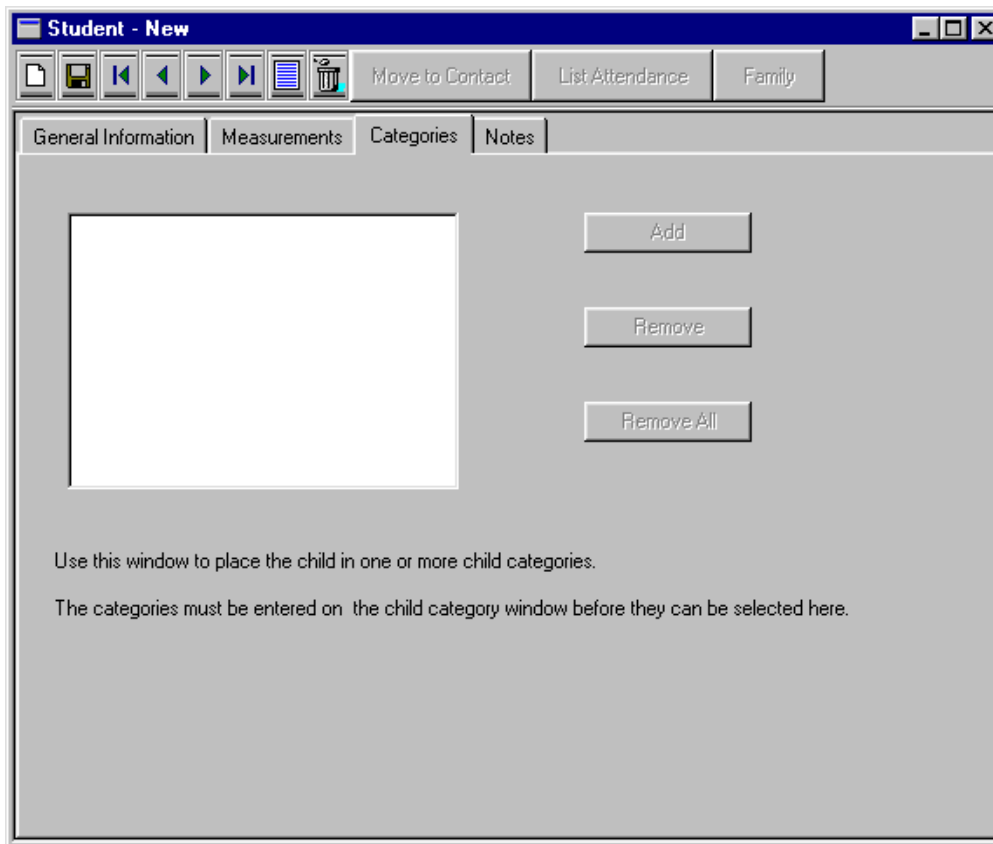 Student - New
Move to Contact List Attendance Family
General Information Measurements Categories Notes
Add
Remove
Remove All
Use this window to place the child in one or more child categories.
The categories must be entered on  the child category window before they can be selected here.